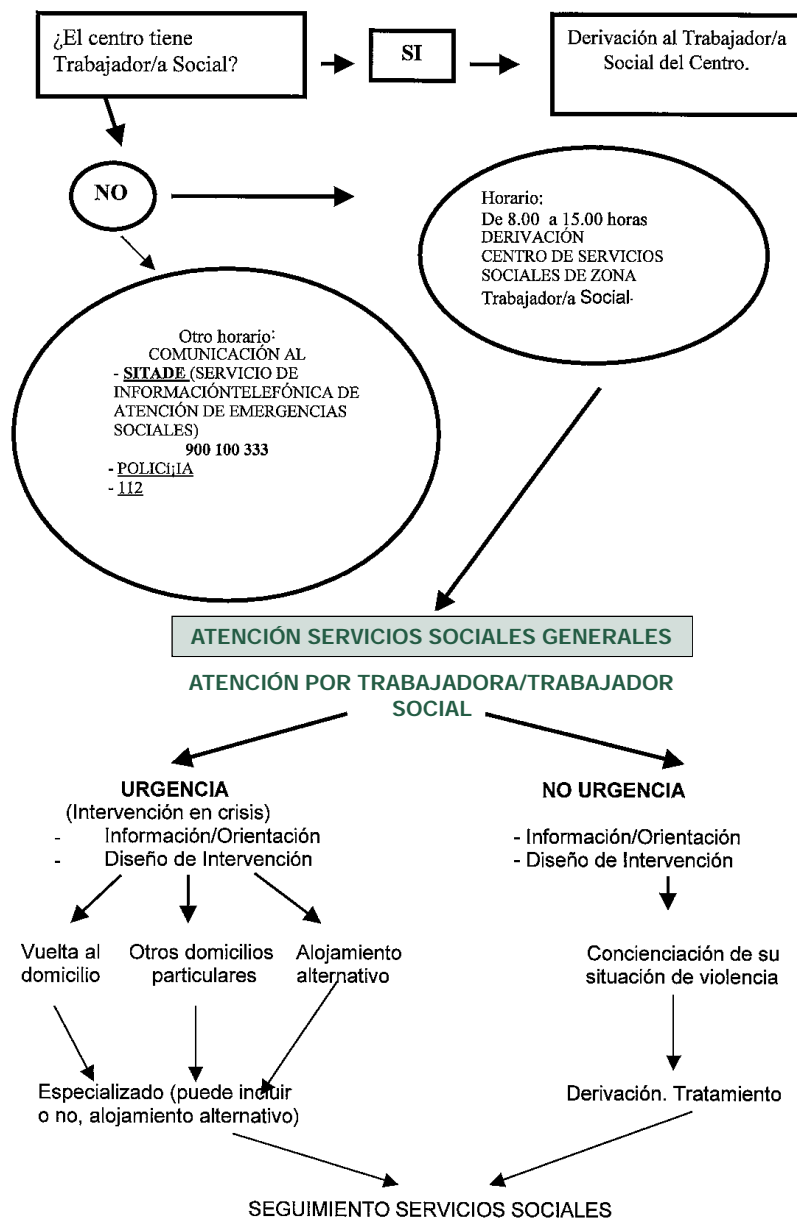 ¿El centro tiene
Trabajador/a Social?
SI
Derivación al Trabajador/a
Social del Centro.
NO
Horario:
De 8.00 a 15.00 horas
DERIVACIÓN
CENTRO DE SERVICIOS
SOCIALES DE ZONA
Trabajador/a Social-
Otro horario:
COMUNICACIÓN AL
- SITADE (SERVICIO DE
INFORMACIÓNTELEFÓNICA DE
ATENCIÓN DE EMERGENCIAS
SOCIALES)
900 100 333
- POLICí¡IA
- 112
ATENCIÓN SERVICIOS SOCIALES GENERALES
ATENCIÓN POR TRABAJADORA/TRABAJADOR
SOCIAL
URGENCIA
(Intervención en crisis)
- Información/Orientación
- Diseño de Intervención
NO URGENCIA
- Información/Orientación
- Diseño de Intervención
Vuelta al
domicilio
Otros domicilios
particulares
Alojamiento
alternativo
Concienciación de su
situación de violencia
Especializado (puede incluir
o no, alojamiento alternativo)
Derivación. Tratamiento
SEGUIMIENTO SERVICIOS SOCIALES